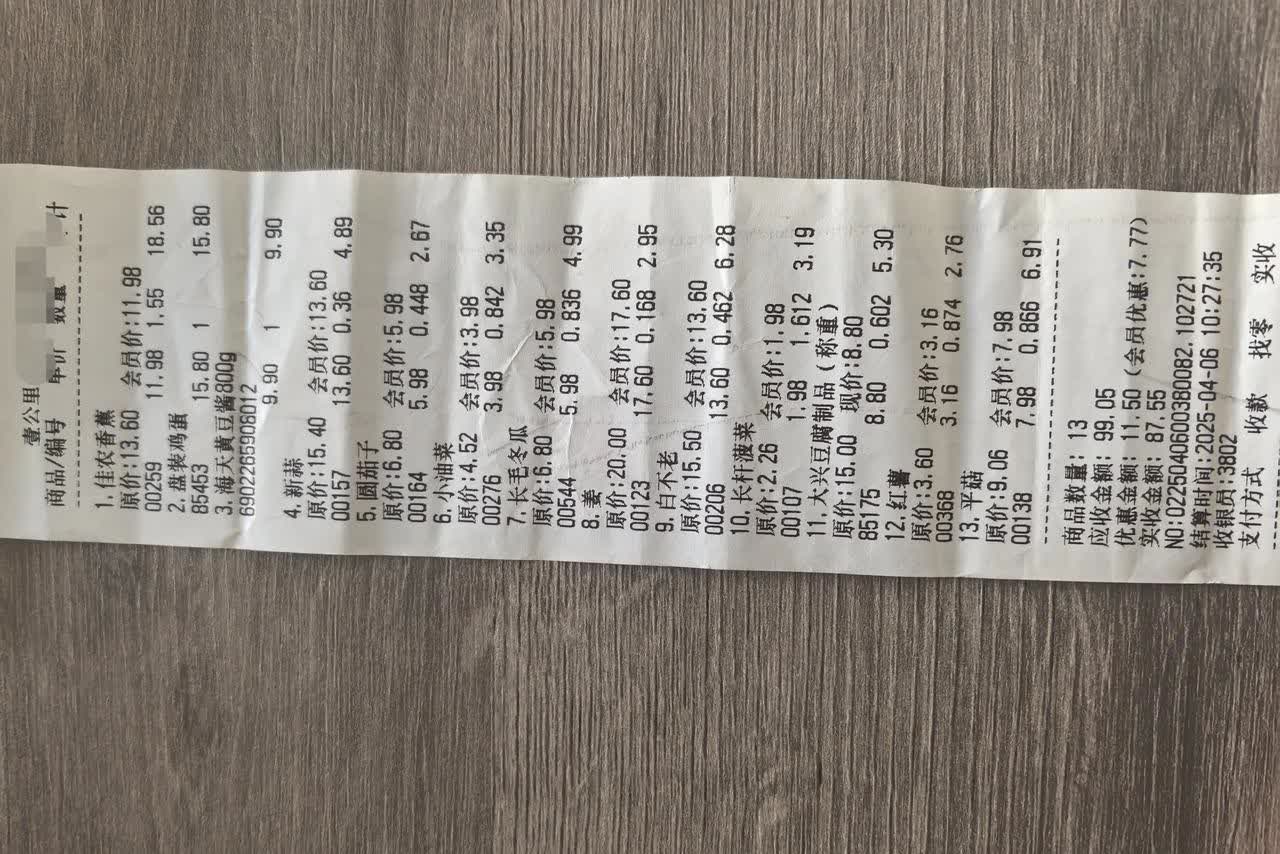 壹公里
商品/编号 单价 数量 计
1. 佳农香蕉
原价:13.60 会员价:11.98
00259 11.98 1.55 18.56
2. 盘装鸡蛋
85453 15.80 1 15.80
3. 海天黄豆酱800g
6902265908012
9.90 1 9.90
4. 新蒜
原价:15.40 会员价:13.60
00157 13.60 0.36 4.89
5. 圆茄子
原价:6.80 会员价:5.98
00164 5.98 0.448 2.67
6. 小油菜
原价:4.52 会员价:3.98
00276 3.98 0.842 3.35
7. 长毛冬瓜
原价:6.80 会员价:5.98
00544 5.98 0.836 4.99
8. 姜
原价:20.00 会员价:17.60
00123 17.60 0.168 2.95
9. 白不老
原价:15.50 会员价:13.60
00206 13.60 0.462 6.28
10. 长杆菠菜
原价:2.26 会员价:1.98
00107 1.98 1.612 3.19
11. 大兴豆腐制品(称重)
原价:15.00 现价:8.80
85175 8.80 0.602 5.30
12. 红薯
原价:3.60 会员价:3.16
00368 3.16 0.874 2.76
13. 平菇
原价:9.06 会员价:7.98
00138 7.98 0.866 6.91
商品数量: 13
应收金额: 99.05
优惠金额: 11.50(会员优惠:7.77)
实收金额: 87.55
NO:02250406003800082.102721
结算时间:2025-04-06 10:27:35
收银员:3802
支付方式 收款 找零 实收